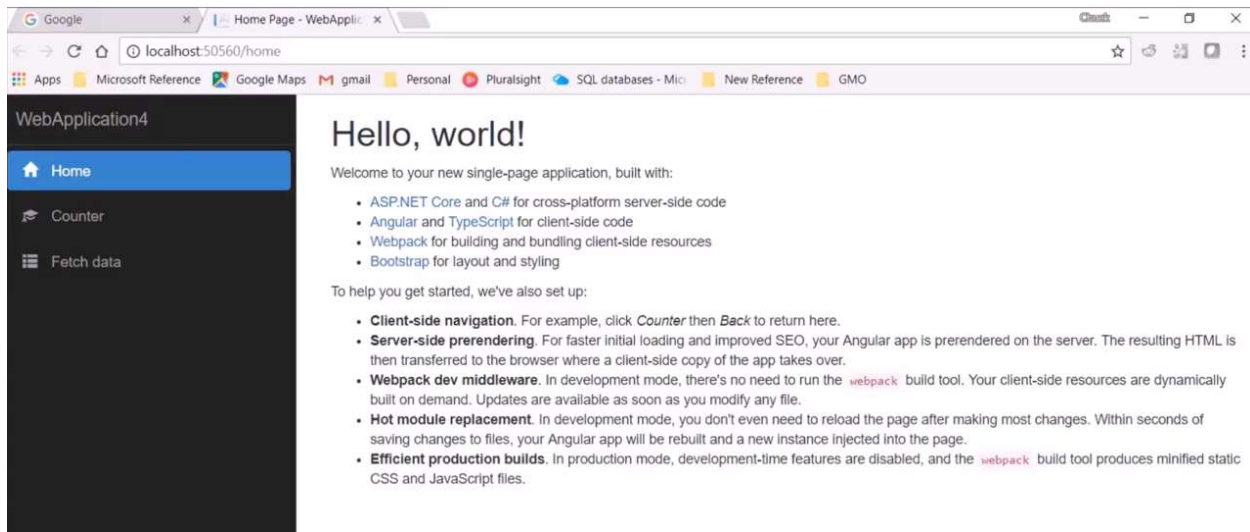 Google
Home Page - WebApplic
localhost:50560/home
Apps Microsoft Reference Google Maps gmail Personal Pluralsight SQL databases - Mic New Reference GMO
WebApplication4
Home
Counter
Fetch data
Hello, world!
Welcome to your new single-page application, built with:
• ASP.NET Core and C# for cross-platform server-side code
• Angular and TypeScript for client-side code
• Webpack for building and bundling client-side resources
• Bootstrap for layout and styling
To help you get started, we've also set up:
• Client-side navigation. For example, click Counter then Back to return here.
• Server-side prerendering. For faster initial loading and improved SEO, your Angular app is prerendered on the server. The resulting HTML is
then transferred to the browser where a client-side copy of the app takes over.
• Webpack dev middleware. In development mode, there's no need to run the webpack build tool. Your client-side resources are dynamically
built on demand. Updates are available as soon as you modify any file.
• Hot module replacement. In development mode, you don't even need to reload the page after making most changes. Within seconds of
saving changes to files, your Angular app will be rebuilt and a new instance injected into the page.
• Efficient production builds. In production mode, development-time features are disabled, and the webpack build tool produces minified static
CSS and JavaScript files.